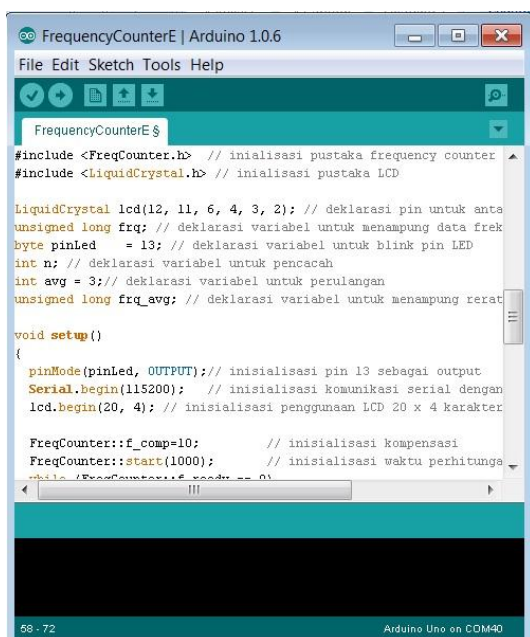 FrequencyCounterE | Arduino 1.0.6
File Edit Sketch Tools Help
FrequencyCounterE §
#include <FreqCounter.h> // inialisasi pustaka frequency counter
#include <LiquidCrystal.h> // inialisasi pustaka LCD
LiquidCrystal lcd(12, 11, 6, 4, 3, 2); // deklarasi pin untuk anta
unsigned long frq; // deklarasi variabel untuk menampung data frek
byte pinLed = 13; // deklarasi variabel untuk blink pin LED
int n; // deklarasi variabel untuk pencacah
int avg = 3;// deklarasi variabel untuk perulangan
unsigned long frq_avg; // deklarasi variabel untuk menampung rerat
void setup()
{
pinMode(pinLed, OUTPUT);// inisialisasi pin 13 sebagai output
Serial.begin(115200); // inisialisasi komunikasi serial dengan
lcd.begin(20, 4); // inisialisasi penggunaan LCD 20 x 4 karakter
FreqCounter::f_comp=10; // inisialisasi kompensasi
FreqCounter::start(1000); // inisialisasi waktu perhitunga
while (FreqCounter::f_ready == 0)
58 - 72
Arduino Uno on COM40